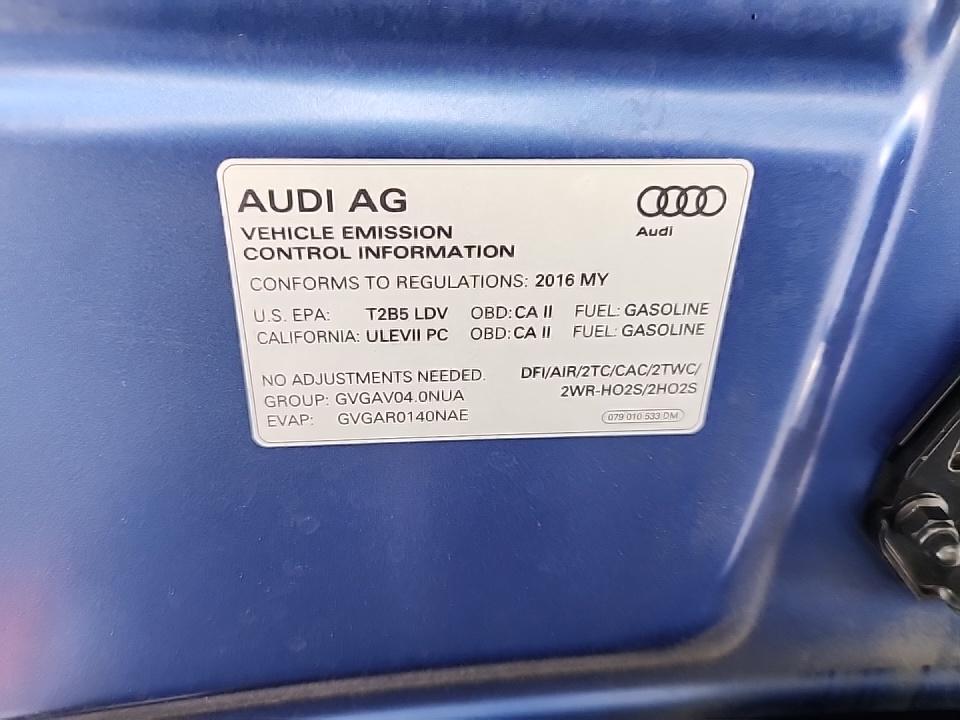 AUDI AG
Audi
VEHICLE EMISSION
CONTROL INFORMATION
CONFORMS TO REGULATIONS: 2016 MY
U.S. EPA: T2B5 LDV OBD: CA II FUEL: GASOLINE
CALIFORNIA: ULEVII PC OBD: CA II FUEL: GASOLINE
NO ADJUSTMENTS NEEDED.
GROUP: GVGAV04.0NUA
EVAP: GVGAR0140NAE
DFI/AIR/2TC/CAC/2TWC/
2WR-HO2S/2HO2S
079 010 533 DM